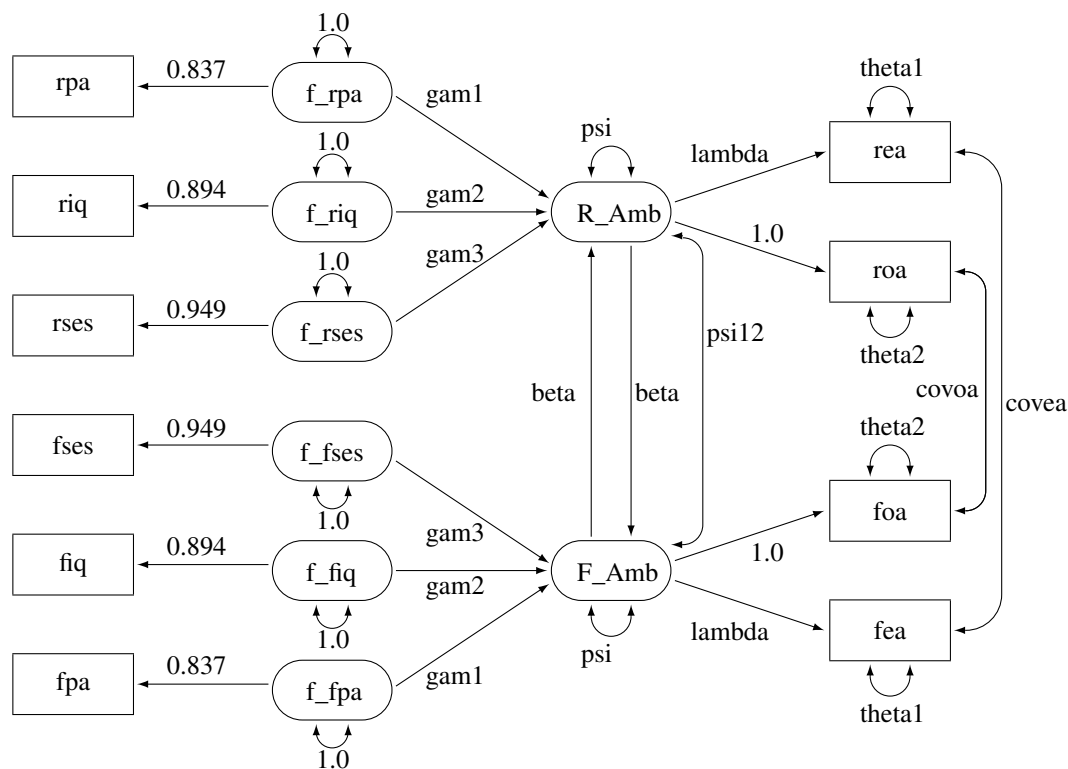 1.0
rpa
0.837
f_rpa
gam1
theta1
rea
1.0
psi
lambda
riq
0.894
f_riq
gam2
R_Amb
1.0
1.0
gam3
roa
rses
0.949
f_rses
psi12
theta2
beta
beta
covoa
covea
fses
0.949
f_fses
theta2
1.0
gam3
foa
fiq
0.894
f_fiq
gam2
F_Amb
1.0
1.0
psi
lambda
fea
fpa
0.837
f_fpa
gam1
theta1
1.0